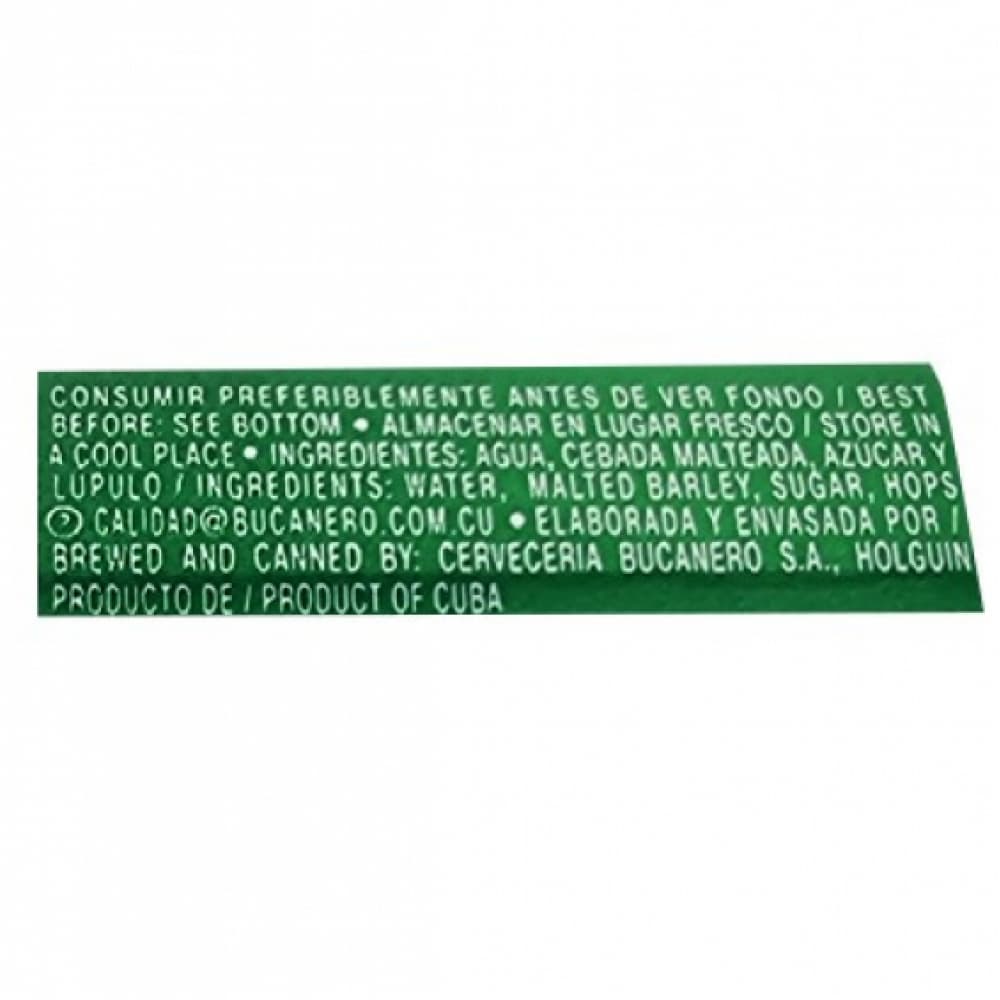 CONSUMIR PREFERIBLEMENTE ANTES DE VER FONDO / BEST
BEFORE: SEE BOTTOM • ALMACENAR EN LUGAR FRESCO / STORE IN
A COOL PLACE • INGREDIENTES: AGUA, CEBADA MALTEADA, AZUCAR Y
LUPULO / INGREDIENTS: WATER, MALTED BARLEY, SUGAR, HOPS
? CALIDAD@BUCANERO.COM.CU • ELABORADA Y ENVASADA POR /
BREWED AND CANNED BY: CERVECERIA BUCANERO S.A., HOLGUIN
PRODUCTO DE / PRODUCT OF CUBA